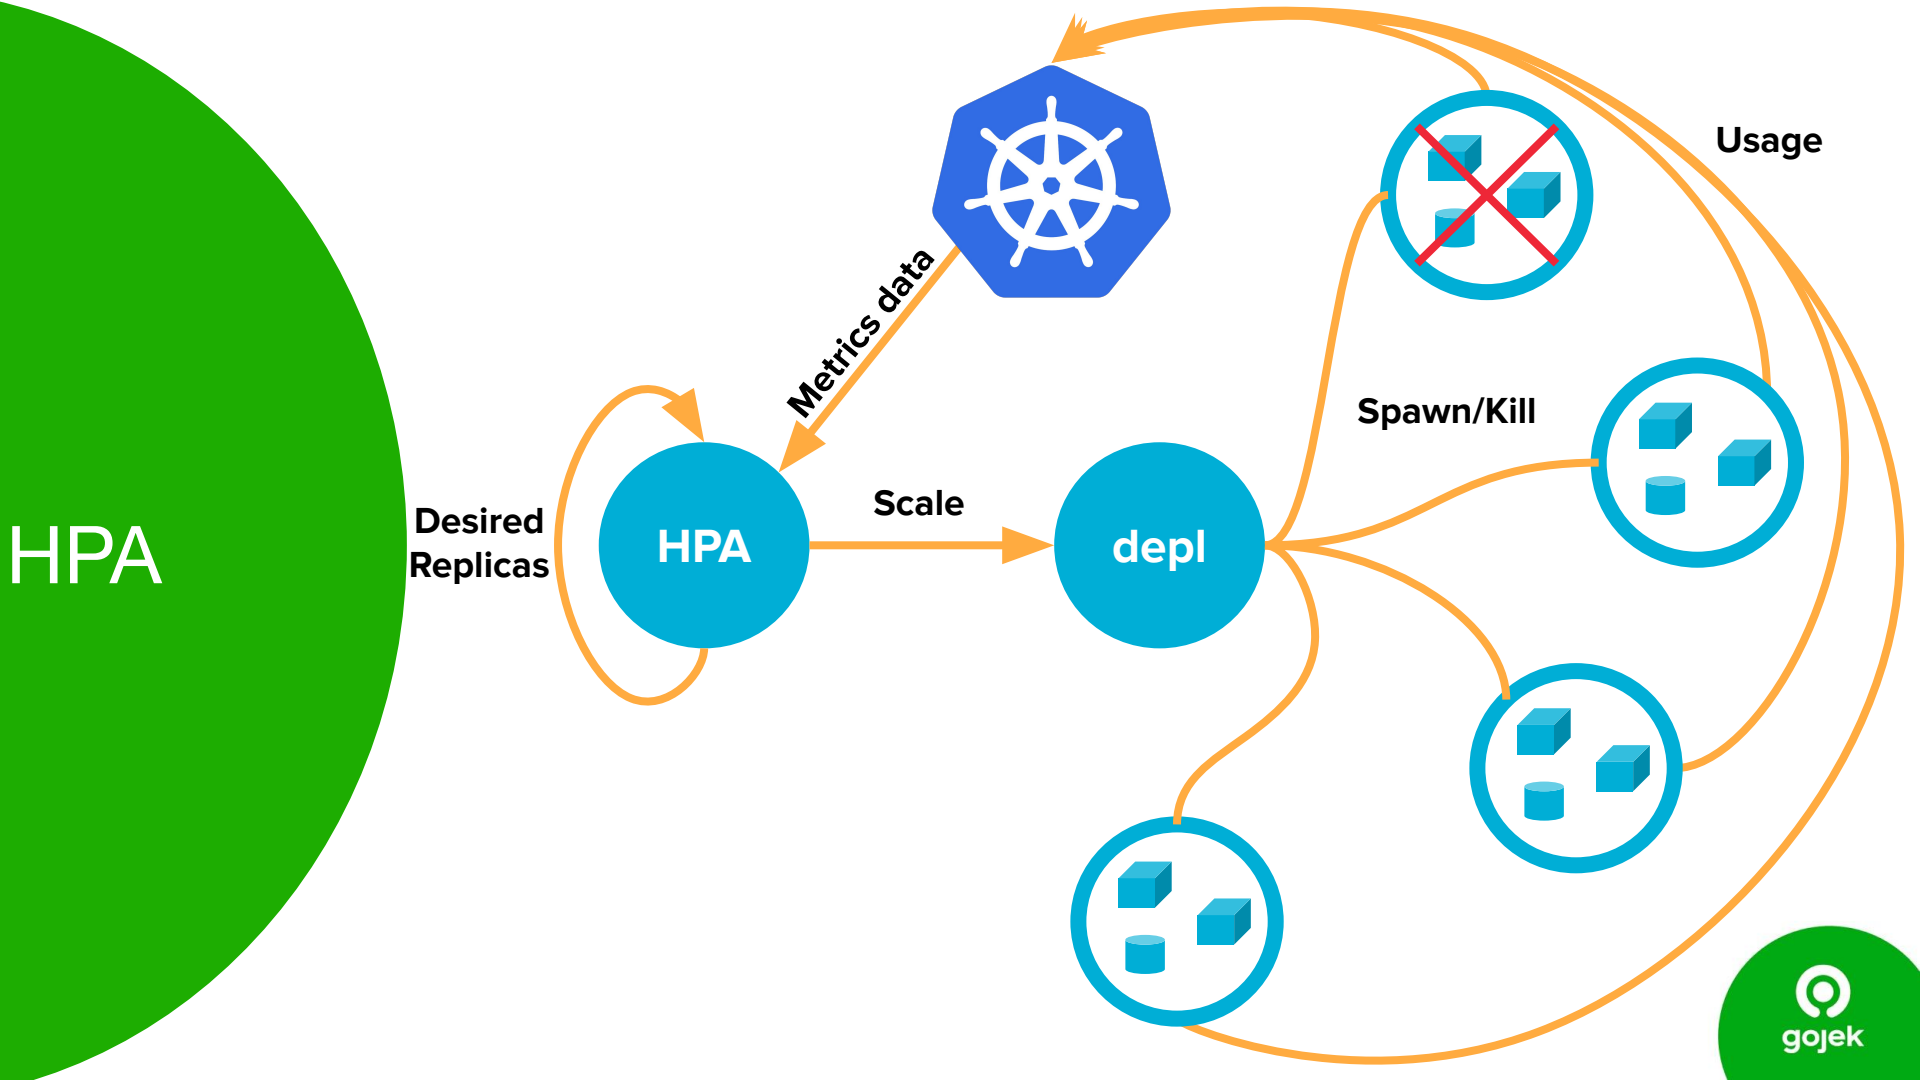 HPA
Usage
Metrics data
Spawn/Kill
Desired
Replicas
HPA
Scale
depl
gojek